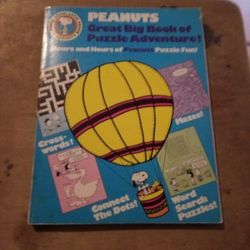 PEANUTS
Great Big Book of
Puzzle Adventure!
Hours and Hours of Peanuts Puzzle Fun!
Cross-
words!
Mazes!
Connect
The Dots!
Word
Search
Puzzles!